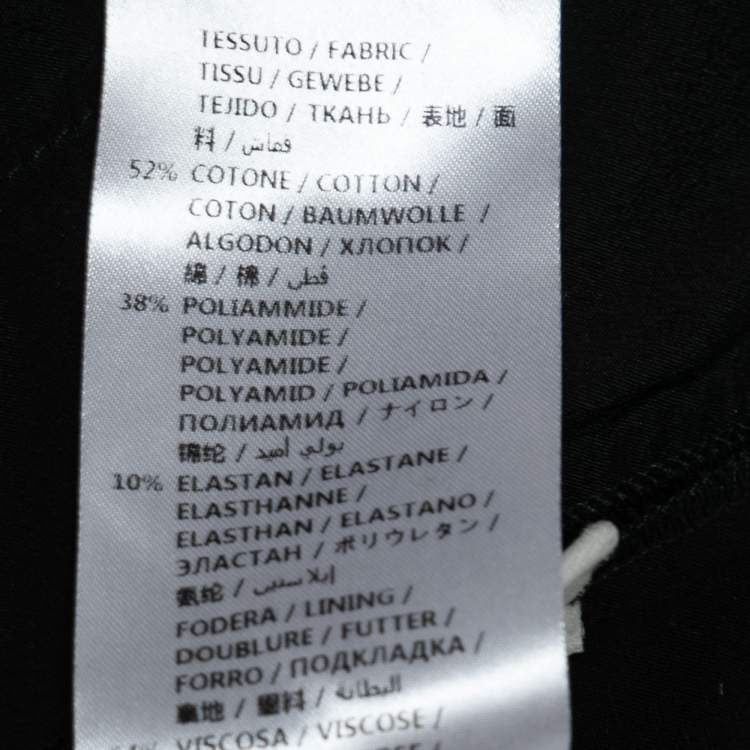 TESSUTO / FABRIC /
TISSU / GEWEBE /
TEJIDO / ТКАНЬ / 表地 / 面
料 / قماش
52% COTONE / COTTON /
COTON / BAUMWOLLE /
ALGODON / ХЛОПОК /
綿 / 棉 / قطن
38% POLIAMMIDE /
POLYAMIDE /
POLYAMIDE /
POLYAMID / POLIAMIDA /
ПОЛИАМИД / ナイロン /
锦纶 / بولي أميد
10% ELASTAN / ELASTANE /
ELASTHANNE /
ELASTHAN / ELASTANO /
ЭЛАСТАН / ポリウレタン /
氨纶 / إيلاستين
FODERA / LINING /
DOUBLURE / FUTTER /
FORRO / ПОДКЛАДКА /
裏地 / 里料 / البطانة
VISCOSA / VISCOSE /